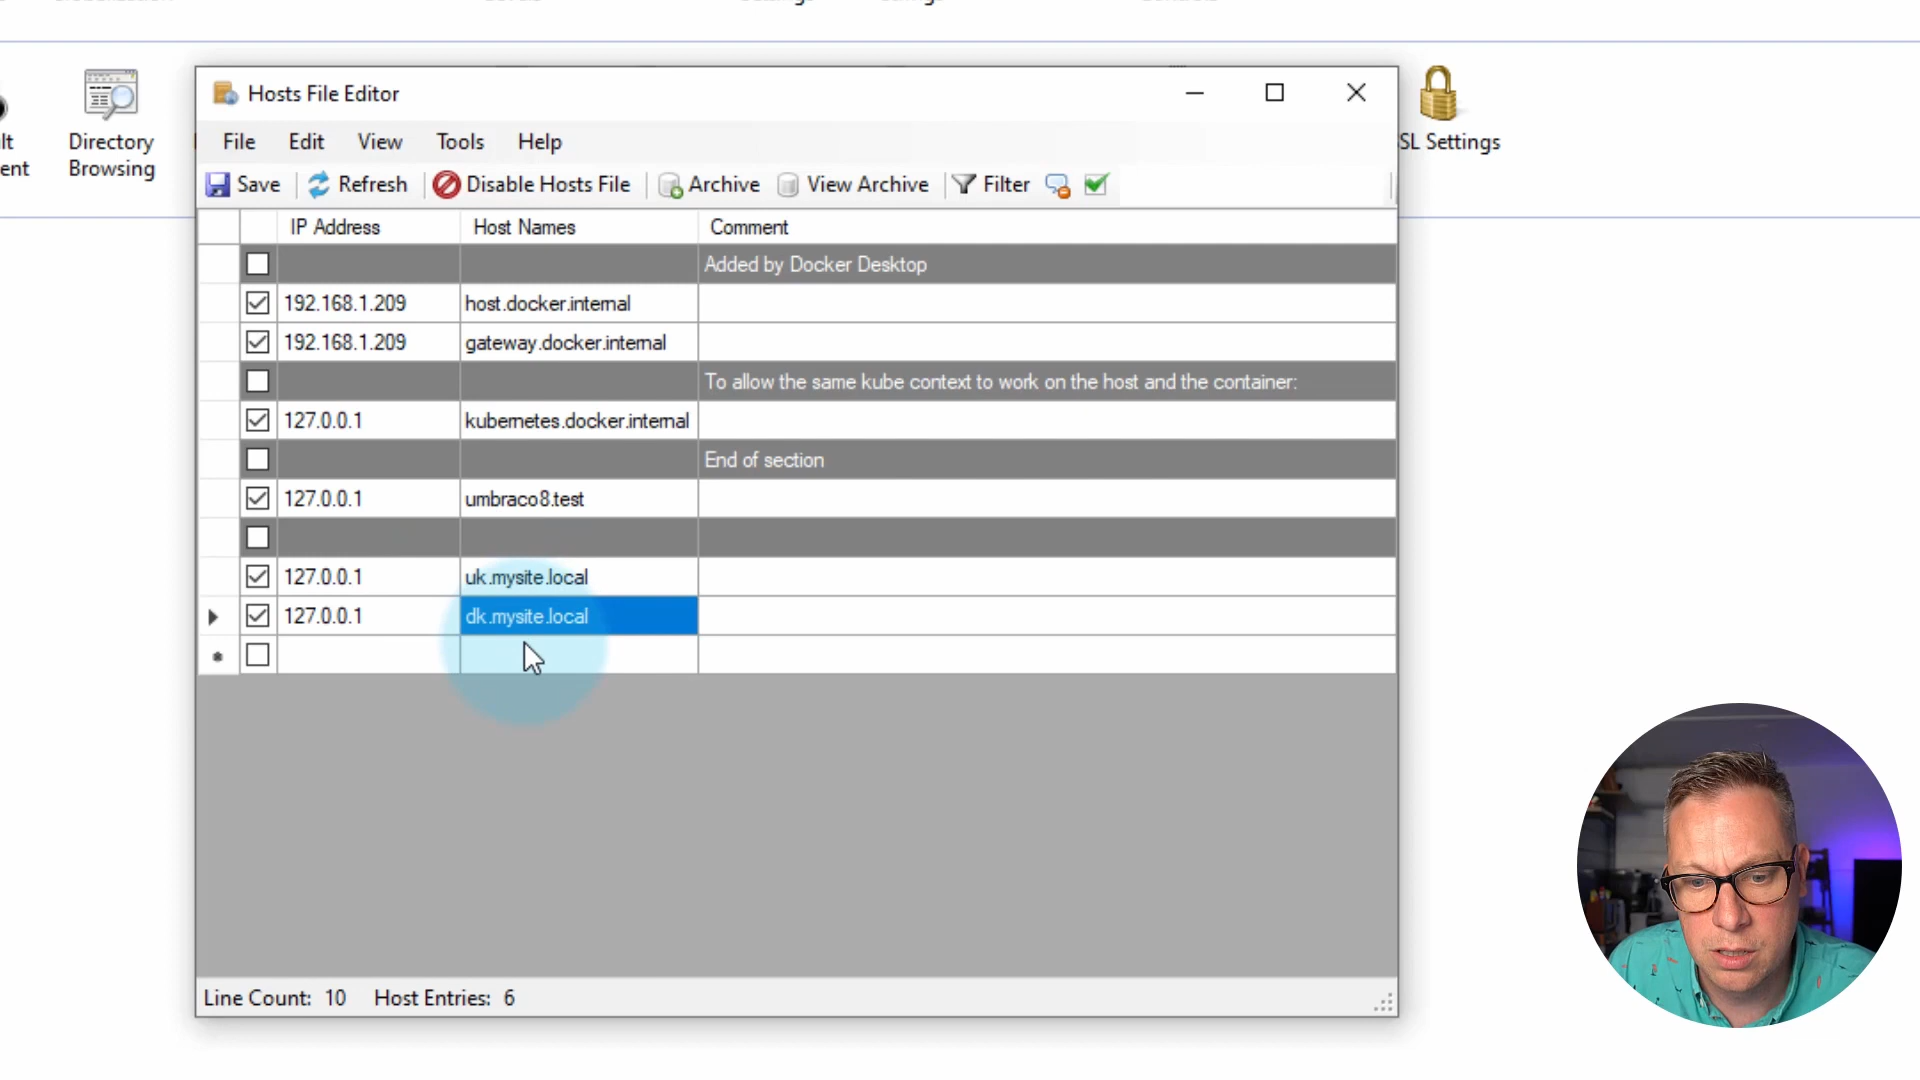 Hosts File Editor
File Edit View Tools Help
Save Refresh Disable Hosts File Archive View Archive Filter
IP Address Host Names Comment
Added by Docker Desktop
192.168.1.209 host.docker.internal
192.168.1.209 gateway.docker.internal
To allow the same kube context to work on the host and the container:
127.0.0.1 kubernetes.docker.internal
End of section
127.0.0.1 umbraco8.test
127.0.0.1 uk.mysite.local
127.0.0.1 dk.mysite.local
Line Count: 10 Host Entries: 6
Directory
Browsing
SL Settings
lt
ent